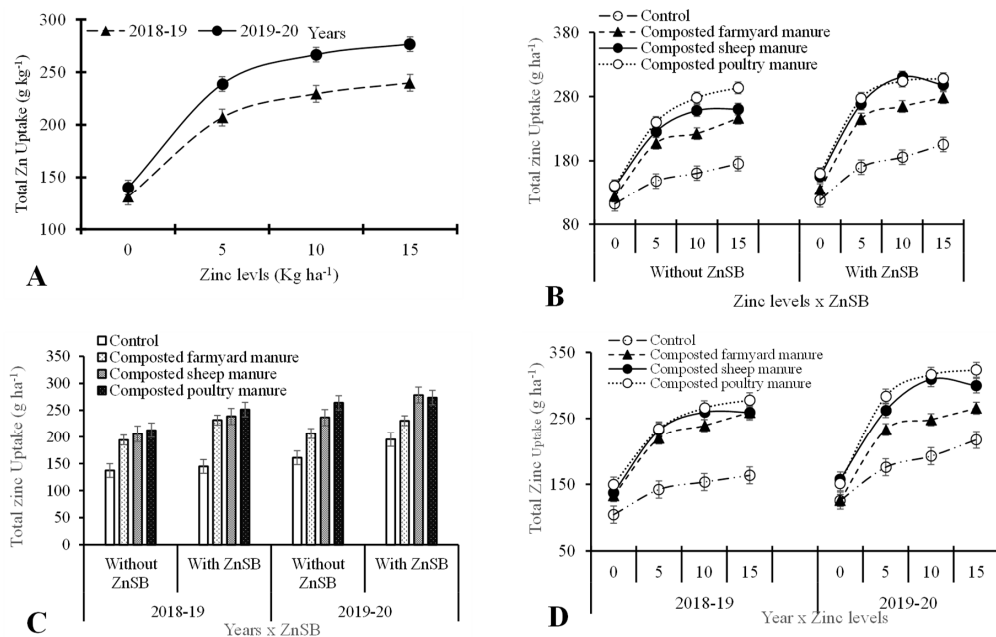 300
250
200
150
100
Total Zn Uptake (g kg-1)
2018-19 2019-20 Years
0 5 10 15
Zinc levls (Kg ha-1)
A
380
280
180
80
Total zinc Uptake (g ha-1)
Control
Composted farmyard manure
Composted sheep manure
Composted poultry manure
0 5 10 15 0 5 10 15
Without ZnSB With ZnSB
Zinc levels x ZnSB
B
350
300
250
200
150
100
50
0
Total zinc Uptake (g ha-1)
Control
Composted farmyard manure
Composted sheep manure
Composted poultry manure
Without With ZnSB Without With ZnSB
ZnSB ZnSB
2018-19 2019-20
Years x ZnSB
C
350
250
150
50
Total Zinc Uptake (g ha-1)
Control
Composted farmyard manure
Composted sheep manure
Composted poultry manure
0 5 10 15 0 5 10 15
2018-19 2019-20
Year x Zinc levels
D